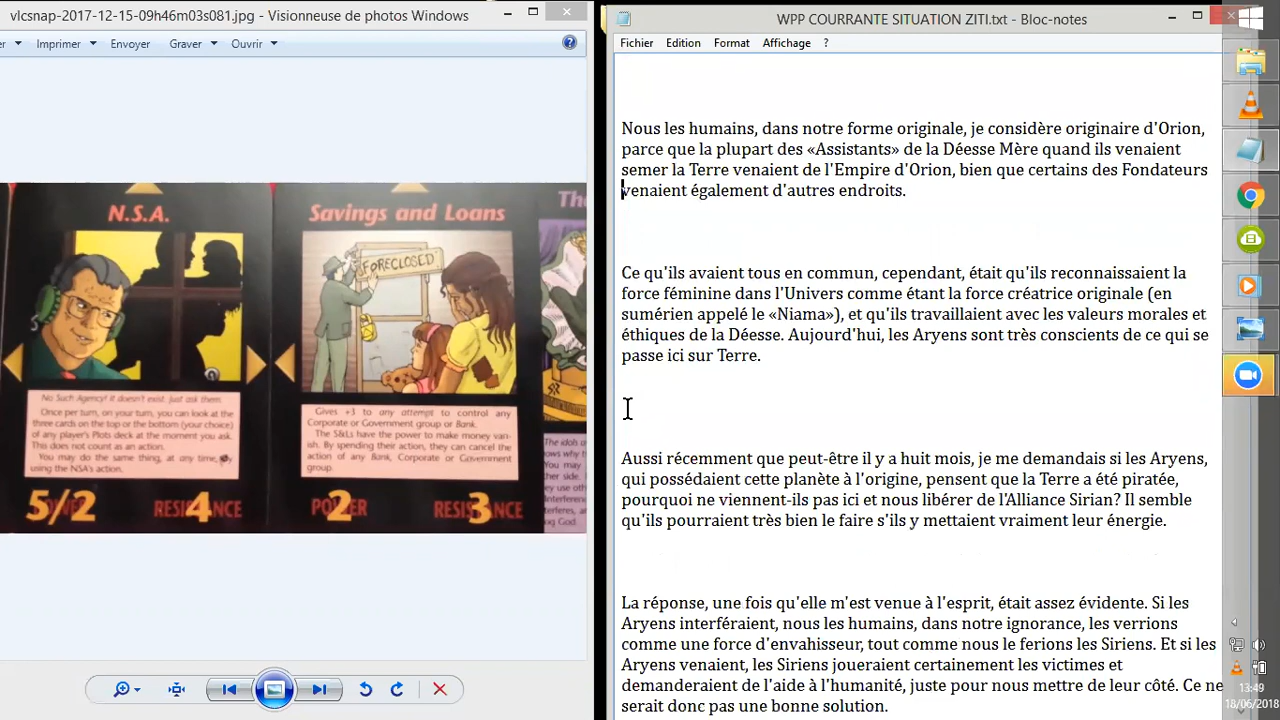 vlcsnap-2017-12-15-09h46m03s081.jpg - Visionneuse de photos Windows
Imprimer Envoyer Graver Ouvrir
N.S.A.
No Such Agency! It doesn't exist. just ask them.
Once per turn, on your turn, you can look at the
three cards on the top or the bottom (your choice)
of any player's Plots deck at the moment you ask.
This does not count as an action.
You may do the same thing, at any time, by
using the NSA's action.
5/2
RESISTANCE
4
Savings and Loans
FORECLOSED
Gives +3 to any attempt to control any
Corporate or Government group or Bank.
The S&Ls have the power to make money van-
ish. By spending their action, they can cancel the
action of any Bank, Corporate or Government
group.
POWER
2
RESISTANCE
3
The
The idols o
You may
WPP COURRANTE SITUATION ZITI.txt - Bloc-notes
Fichier Edition Format Affichage ?
Nous les humains, dans notre forme originale, je considère originaire d'Orion,
parce que la plupart des «Assistants» de la Déesse Mère quand ils venaient
semer la Terre venaient de l'Empire d'Orion, bien que certains des Fondateurs
venaient également d'autres endroits.
Ce qu'ils avaient tous en commun, cependant, était qu'ils reconnaissaient la
force féminine dans l'Univers comme étant la force créatrice originale (en
sumérien appelé le «Niama»), et qu'ils travaillaient avec les valeurs morales et
éthiques de la Déesse. Aujourd'hui, les Aryens sont très conscients de ce qui se
passe ici sur Terre.
Aussi récemment que peut-être il y a huit mois, je me demandais si les Aryens,
qui possédaient cette planète à l'origine, pensent que la Terre a été piratée,
pourquoi ne viennent-ils pas ici et nous libérer de l'Alliance Sirian? Il semble
qu'ils pourraient très bien le faire s'ils y mettaient vraiment leur énergie.
La réponse, une fois qu'elle m'est venue à l'esprit, était assez évidente. Si les
Aryens interféraient, nous les humains, dans notre ignorance, les verrions
comme une force d'envahisseur, tout comme nous le ferions les Siriens. Et si les
Aryens venaient, les Siriens joueraient certainement les victimes et
demanderaient de l'aide à l'humanité, juste pour nous mettre de leur côté. Ce ne
serait donc pas une bonne solution.
13:49
18/06/2018